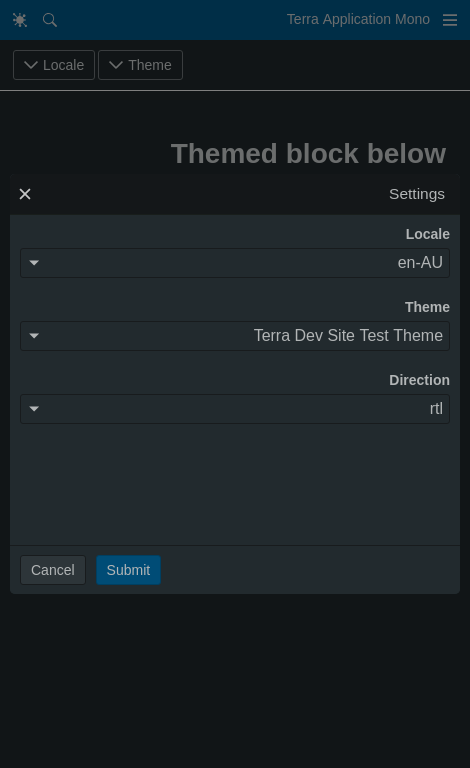 Terra Application Mono
Locale
Theme
Themed block below
Settings
Locale
en-AU
Theme
Terra Dev Site Test Theme
Direction
rtl
Cancel
Submit